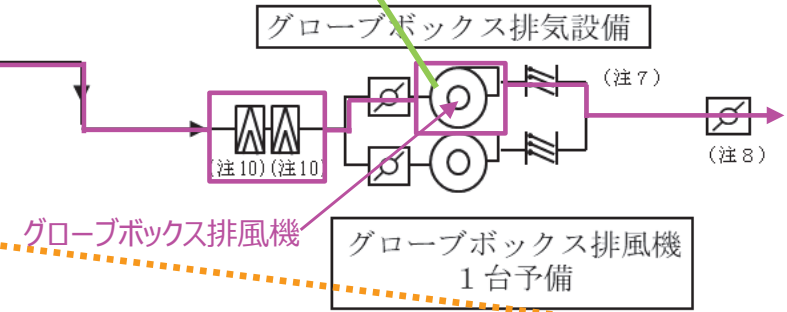 グローブボックス排気設備
(注7)
(注8)
(注10)(注10)
グローブボックス排風機
グローブボックス排風機
1台予備